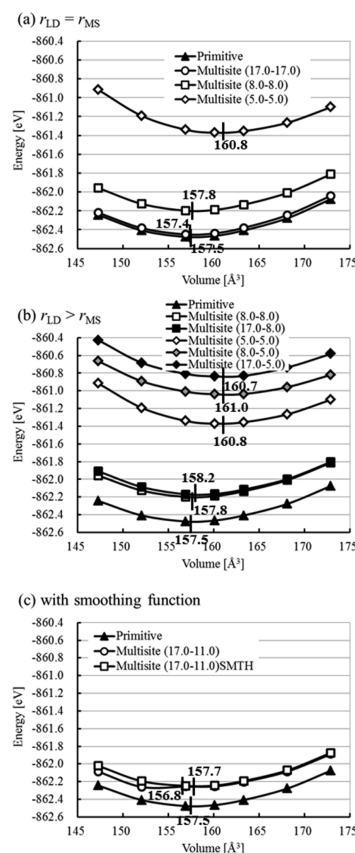 (a) rLD = rMS
-860.4
-860.6
-860.8
-861.0
-861.2
-861.4
-861.6
-861.8
-862.0
-862.2
-862.4
-862.6
Energy [eV]
Primitive
Multisite (17.0-17.0)
Multisite (8.0-8.0)
Multisite (5.0-5.0)
160.8
157.8
157.4
157.5
145 150 155 160 165 170 175
Volume [Å³]
(b) rLD > rMS
Primitive
Multisite (8.0-8.0)
Multisite (17.0-8.0)
Multisite (5.0-5.0)
Multisite (8.0-5.0)
Multisite (17.0-5.0)
-860.4
-860.6
-860.8
-861.0
-861.2
-861.4
-861.6
-861.8
-862.0
-862.2
-862.4
-862.6
Energy [eV]
160.7
161.0
160.8
158.2
157.8
157.5
145 150 155 160 165 170 175
Volume [Å³]
(c) with smoothing function
-860.4
-860.6
-860.8
-861.0
-861.2
-861.4
-861.6
-861.8
-862.0
-862.2
-862.4
-862.6
Energy [eV]
Primitive
Multisite (17.0-11.0)
Multisite (17.0-11.0)SMTH
157.7
156.8
157.5
145 150 155 160 165 170 175
Volume [Å³]